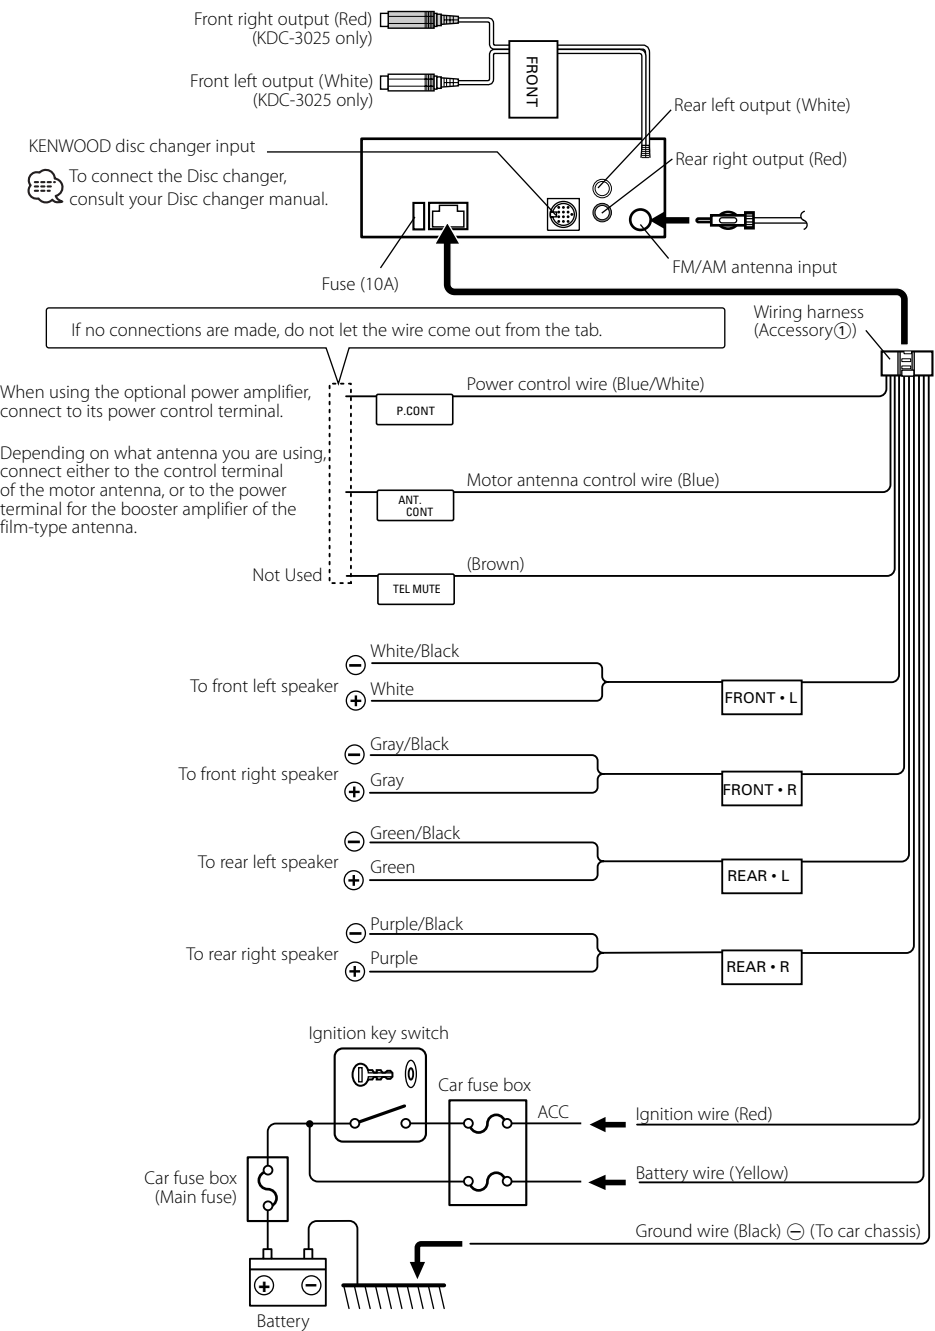 Front right output (Red)
(KDC-3025 only)
Front left output (White)
(KDC-3025 only)
FRONT
Rear left output (White)
KENWOOD disc changer input
Rear right output (Red)
To connect the Disc changer,
consult your Disc changer manual.
FM/AM antenna input
Fuse (10A)
Wiring harness
(Accessory①)
If no connections are made, do not let the wire come out from the tab.
When using the optional power amplifier,
connect to its power control terminal.
Power control wire (Blue/White)
P.CONT
Depending on what antenna you are using,
connect either to the control terminal
of the motor antenna, or to the power
terminal for the booster amplifier of the
film-type antenna.
Motor antenna control wire (Blue)
ANT.
CONT
Not Used
(Brown)
TEL MUTE
White/Black
⊖
To front left speaker
White
⊕
FRONT • L
Gray/Black
⊖
To front right speaker
Gray
⊕
FRONT • R
Green/Black
⊖
To rear left speaker
Green
⊕
REAR • L
Purple/Black
⊖
To rear right speaker
Purple
⊕
REAR • R
Ignition key switch
Car fuse box
ACC
Ignition wire (Red)
Car fuse box
(Main fuse)
Battery wire (Yellow)
Ground wire (Black) ⊖ (To car chassis)
⊕ ⊖
Battery